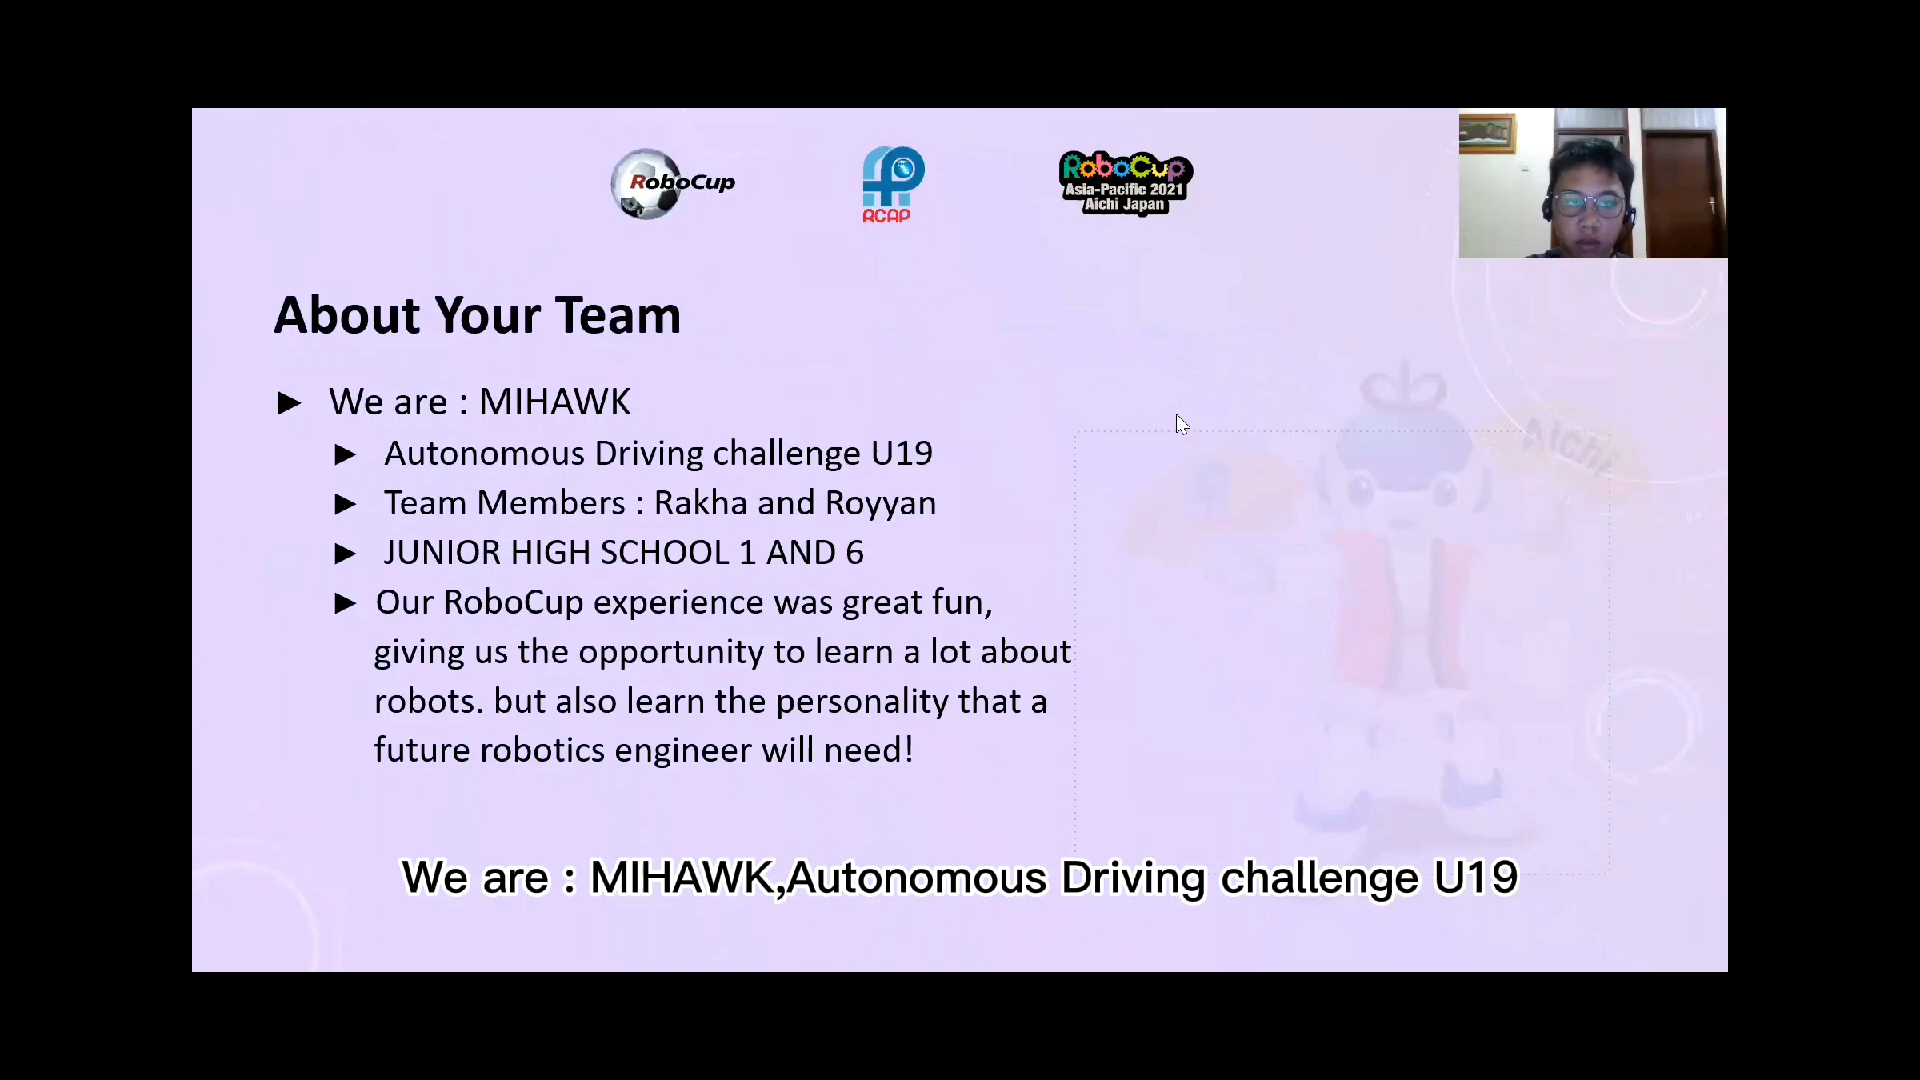 RoboCup
RCAP
RoboCup
Asia-Pacific 2021
Aichi Japan
About Your Team
► We are : MIHAWK
► Autonomous Driving challenge U19
► Team Members : Rakha and Royyan
► JUNIOR HIGH SCHOOL 1 AND 6
► Our RoboCup experience was great fun,
giving us the opportunity to learn a lot about
robots. but also learn the personality that a
future robotics engineer will need!
Aichi
We are : MIHAWK,Autonomous Driving challenge U19